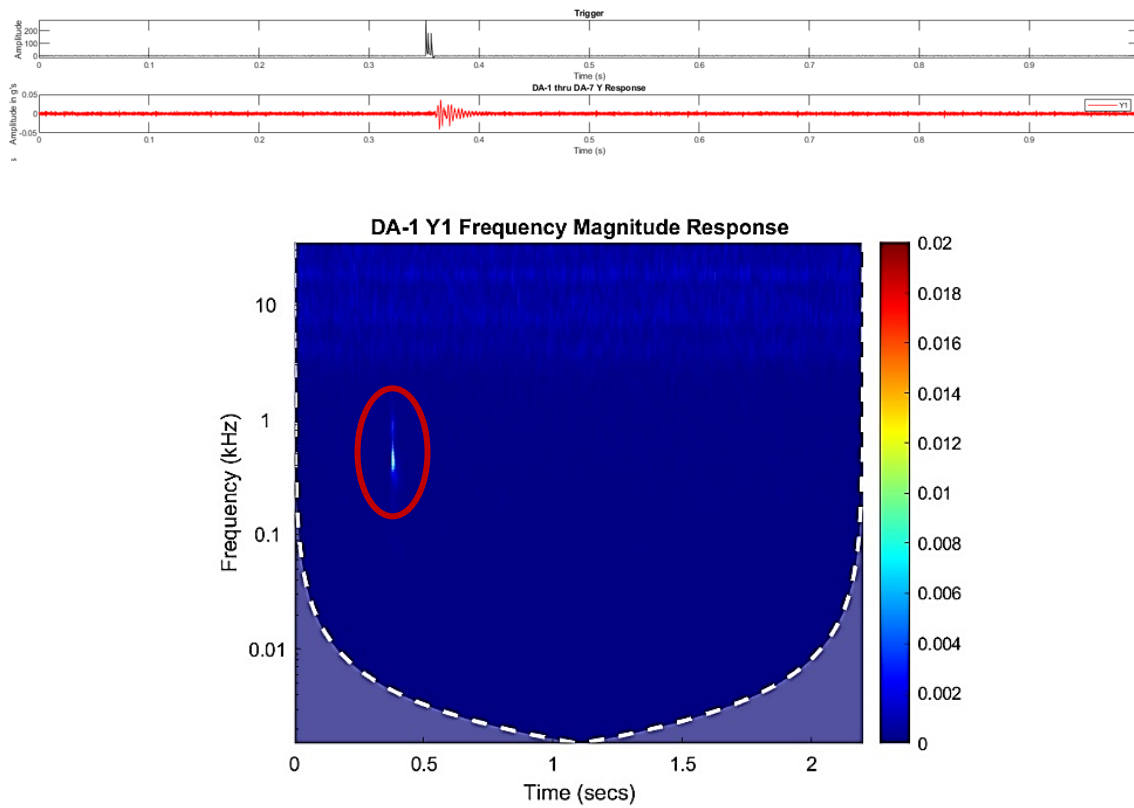 Trigger
Amplitude
200
100
0
0 0.1 0.2 0.3 0.4 0.5 0.6 0.7 0.8 0.9
Time (s)
DA-1 thru DA-7 Y Response
Amplitude in g's
0.05
0
-0.05
Y1
0 0.1 0.2 0.3 0.4 0.5 0.6 0.7 0.8 0.9
Time (s)
s
DA-1 Y1 Frequency Magnitude Response
Frequency (kHz)
10
1
0.1
0.01
0 0.5 1 1.5 2
Time (secs)
0.02
0.018
0.016
0.014
0.012
0.01
0.008
0.006
0.004
0.002
0